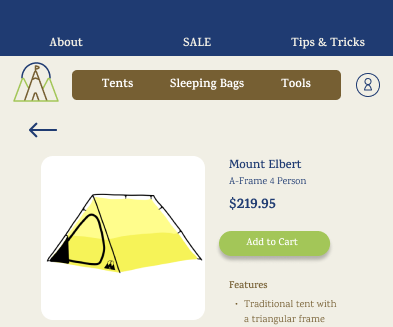 About SALE Tips & Tricks
Tents Sleeping Bags Tools
Mount Elbert
A-Frame 4 Person
$219.95
Add to Cart
Features
• Traditional tent with
a triangular frame